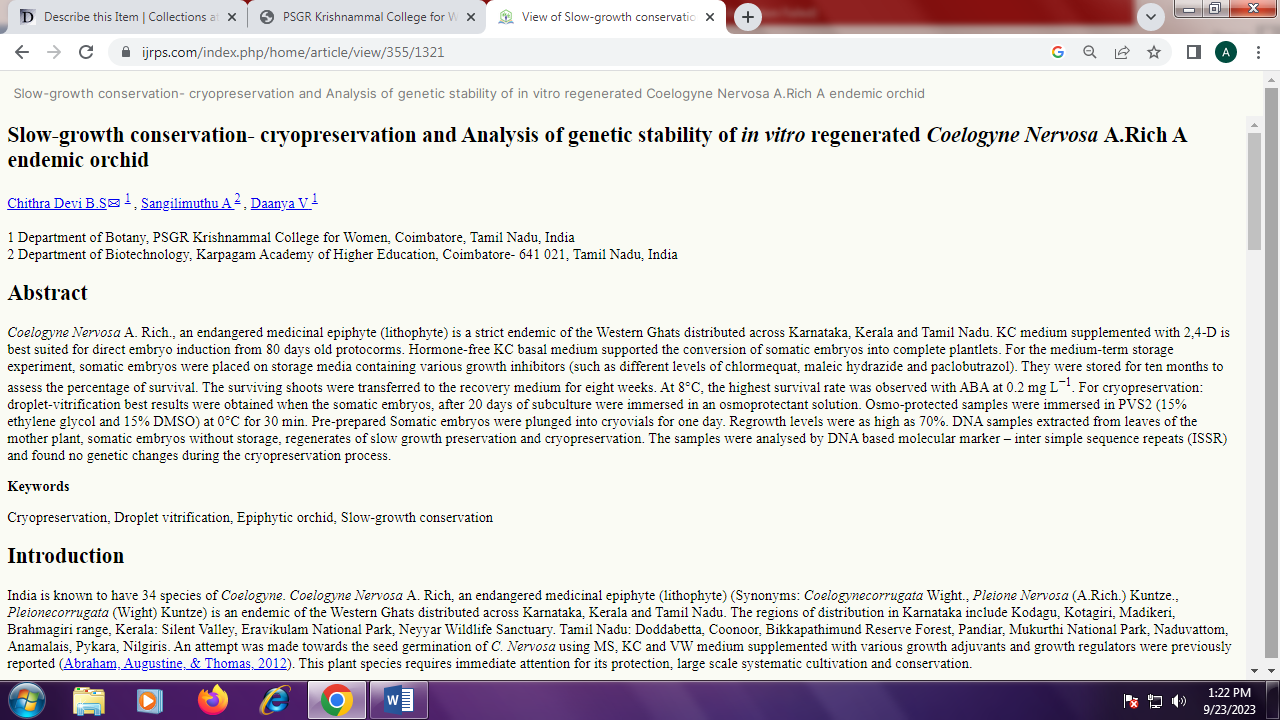 Describe this Item | Collections at
PSGR Krishnammal College for W
View of Slow-growth conservatio
ijrps.com/index.php/home/article/view/355/1321
A
Slow-growth conservation- cryopreservation and Analysis of genetic stability of in vitro regenerated Coelogyne Nervosa A.Rich A endemic orchid
Slow-growth conservation- cryopreservation and Analysis of genetic stability of in vitro regenerated Coelogyne Nervosa A.Rich A
endemic orchid
Chithra Devi B.S✉ 1 , Sangilimuthu A 2 , Daanya V 1
1 Department of Botany, PSGR Krishnammal College for Women, Coimbatore, Tamil Nadu, India
2 Department of Biotechnology, Karpagam Academy of Higher Education, Coimbatore- 641 021, Tamil Nadu, India
Abstract
Coelogyne Nervosa A. Rich., an endangered medicinal epiphyte (lithophyte) is a strict endemic of the Western Ghats distributed across Karnataka, Kerala and Tamil Nadu. KC medium supplemented with 2,4-D is
best suited for direct embryo induction from 80 days old protocorms. Hormone-free KC basal medium supported the conversion of somatic embryos into complete plantlets. For the medium-term storage
experiment, somatic embryos were placed on storage media containing various growth inhibitors (such as different levels of chlormequat, maleic hydrazide and paclobutrazol). They were stored for ten months to
assess the percentage of survival. The surviving shoots were transferred to the recovery medium for eight weeks. At 8°C, the highest survival rate was observed with ABA at 0.2 mg L−1. For cryopreservation:
droplet-vitrification best results were obtained when the somatic embryos, after 20 days of subculture were immersed in an osmoprotectant solution. Osmo-protected samples were immersed in PVS2 (15%
ethylene glycol and 15% DMSO) at 0°C for 30 min. Pre-prepared Somatic embryos were plunged into cryovials for one day. Regrowth levels were as high as 70%. DNA samples extracted from leaves of the
mother plant, somatic embryos without storage, regenerates of slow growth preservation and cryopreservation. The samples were analysed by DNA based molecular marker – inter simple sequence repeats (ISSR)
and found no genetic changes during the cryopreservation process.
Keywords
Cryopreservation, Droplet vitrification, Epiphytic orchid, Slow-growth conservation
Introduction
India is known to have 34 species of Coelogyne. Coelogyne Nervosa A. Rich, an endangered medicinal epiphyte (lithophyte) (Synonyms: Coelogynecorrugata Wight., Pleione Nervosa (A.Rich.) Kuntze.,
Pleionecorrugata (Wight) Kuntze) is an endemic of the Western Ghats distributed across Karnataka, Kerala and Tamil Nadu. The regions of distribution in Karnataka include Kodagu, Kotagiri, Madikeri,
Brahmagiri range, Kerala: Silent Valley, Eravikulam National Park, Neyyar Wildlife Sanctuary. Tamil Nadu: Doddabetta, Coonoor, Bikkapathimund Reserve Forest, Pandiar, Mukurthi National Park, Naduvattom,
Anamalais, Pykara, Nilgiris. An attempt was made towards the seed germination of C. Nervosa using MS, KC and VW medium supplemented with various growth adjuvants and growth regulators were previously
reported (Abraham, Augustine, & Thomas, 2012). This plant species requires immediate attention for its protection, large scale systematic cultivation and conservation.
1:22 PM
9/23/2023